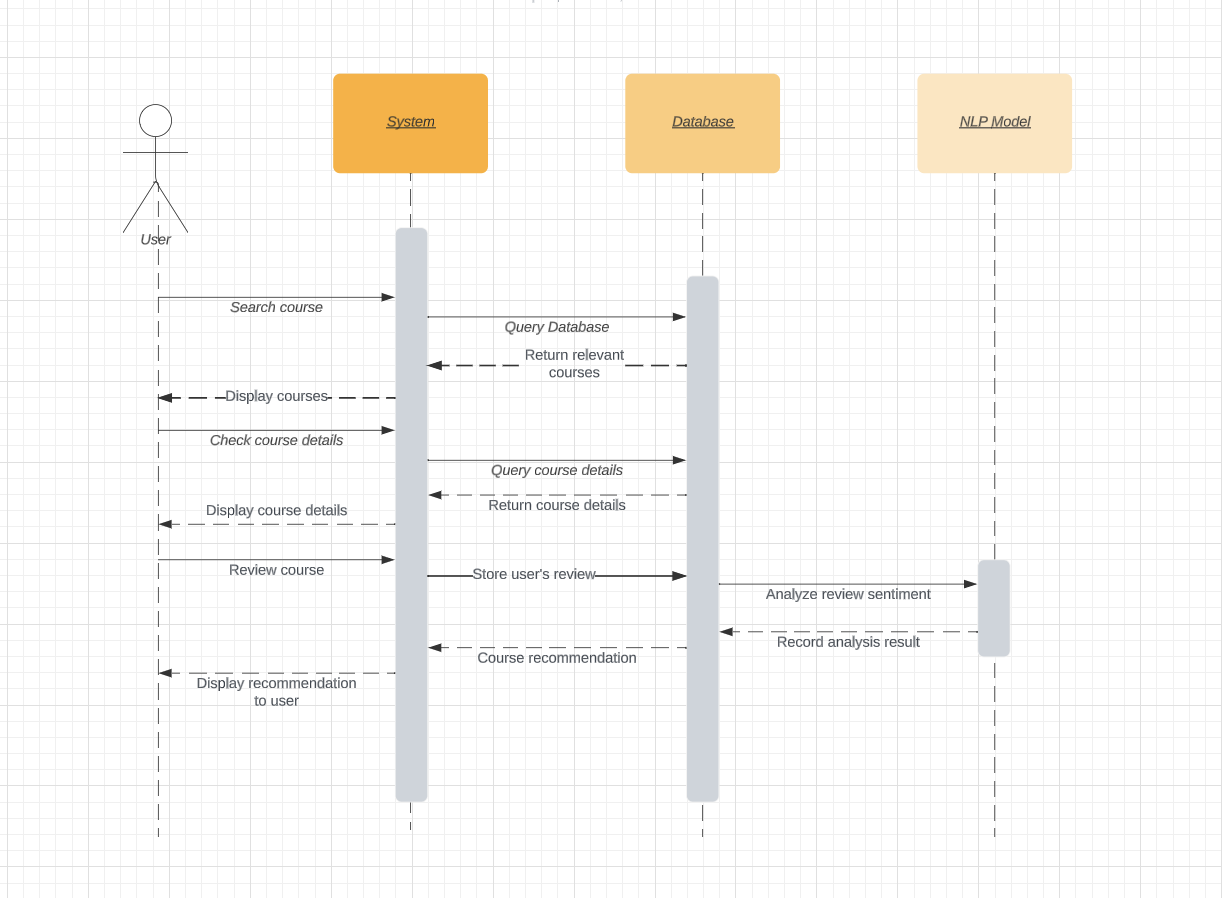 System
Database
NLP Model
User
Search course
Query Database
Return relevant
courses
Display courses
Check course details
Query course details
Return course details
Display course details
Review course
Store user's review
Analyze review sentiment
Record analysis result
Course recommendation
Display recommendation
to user